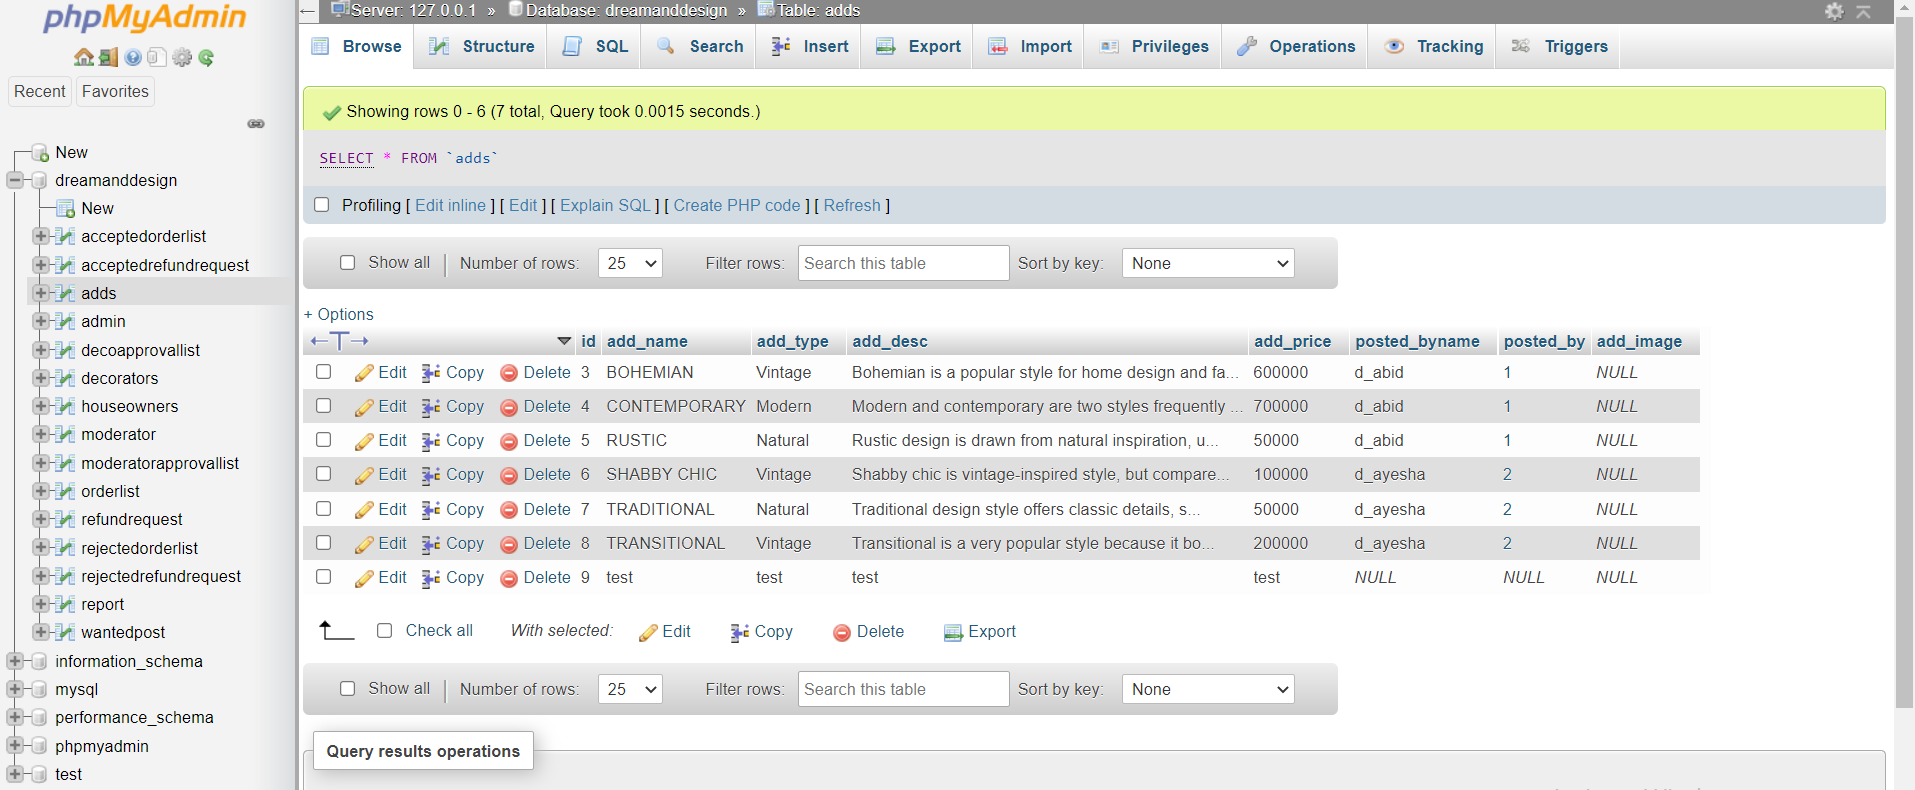 phpMyAdmin
Recent Favorites
New
dreamanddesign
New
acceptedorderlist
acceptedrefundrequest
adds
admin
decoapprovallist
decorators
houseowners
moderator
moderatorapprovallist
orderlist
refundrequest
rejectedorderlist
rejectedrefundrequest
report
wantedpost
information_schema
mysql
performance_schema
phpmyadmin
test
Server: 127.0.0.1 » Database: dreamanddesign » Table: adds
Browse Structure SQL Search Insert Export Import Privileges Operations Tracking Triggers
Showing rows 0 - 6 (7 total, Query took 0.0015 seconds.)
SELECT * FROM `adds`
Profiling [ Edit inline ] [ Edit ] [ Explain SQL ] [ Create PHP code ] [ Refresh ]
Show all Number of rows: 25 Filter rows: Search this table Sort by key: None
+ Options
id add_name add_type add_desc add_price posted_byname posted_by add_image
Edit Copy Delete 3 BOHEMIAN Vintage Bohemian is a popular style for home design and fa... 600000 d_abid 1 NULL
Edit Copy Delete 4 CONTEMPORARY Modern Modern and contemporary are two styles frequently ... 700000 d_abid 1 NULL
Edit Copy Delete 5 RUSTIC Natural Rustic design is drawn from natural inspiration, u... 50000 d_abid 1 NULL
Edit Copy Delete 6 SHABBY CHIC Vintage Shabby chic is vintage-inspired style, but compare... 100000 d_ayesha 2 NULL
Edit Copy Delete 7 TRADITIONAL Natural Traditional design style offers classic details, s... 50000 d_ayesha 2 NULL
Edit Copy Delete 8 TRANSITIONAL Vintage Transitional is a very popular style because it bo... 200000 d_ayesha 2 NULL
Edit Copy Delete 9 test test test test NULL NULL NULL
Check all With selected: Edit Copy Delete Export
Show all Number of rows: 25 Filter rows: Search this table Sort by key: None
Query results operations